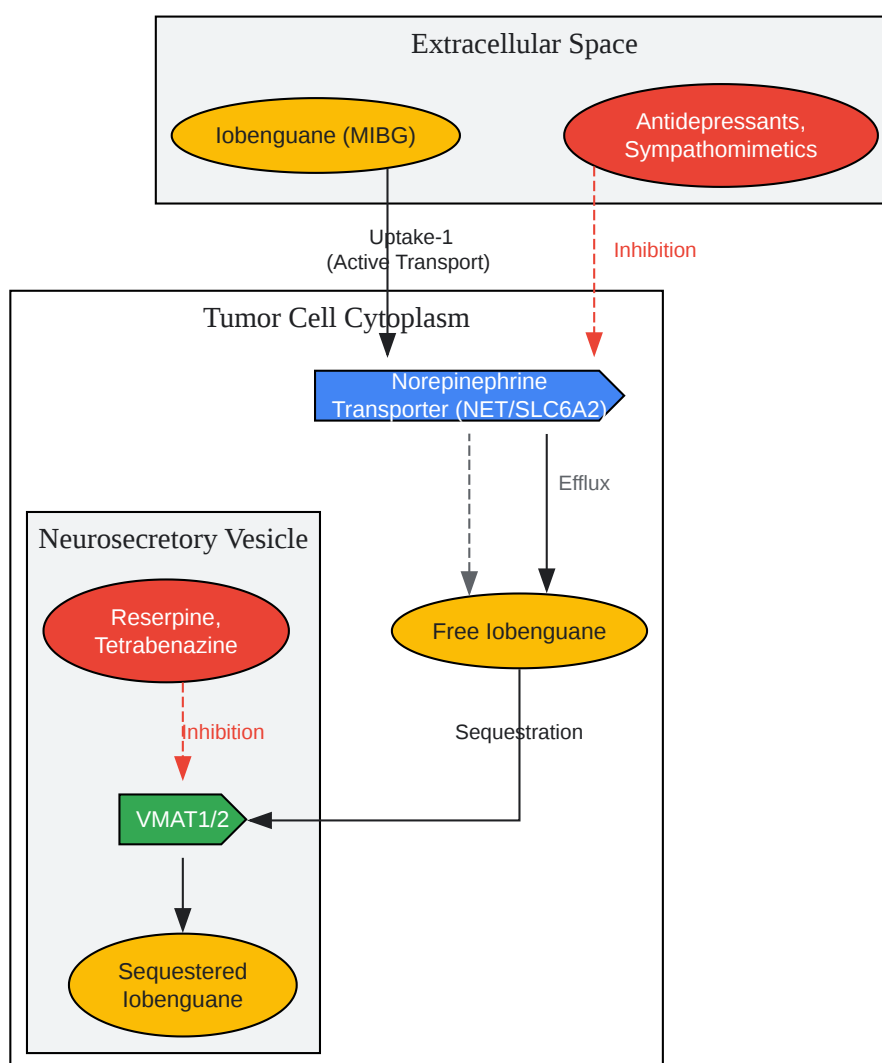 Extracellular Space
Iobenguane (MIBG)
Antidepressants,
Sympathomimetics
Uptake-1
(Active Transport)
Inhibition
Tumor Cell Cytoplasm
Norepinephrine
Transporter (NET/SLC6A2)
Efflux
Neurosecretory Vesicle
Reserpine,
Tetrabenazine
Free Iobenguane
Inhibition
Sequestration
VMAT1/2
Sequestered
Iobenguane